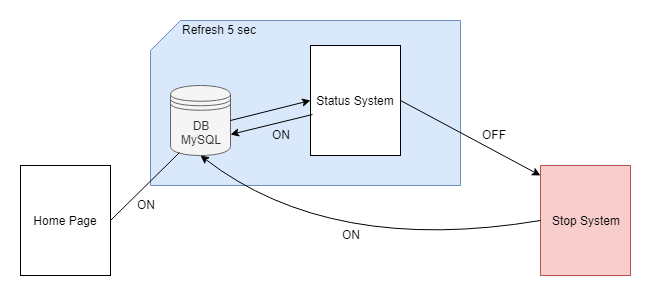 Refresh 5 sec
DB
MySQL
Status System
ON
OFF
Home Page
ON
ON
Stop System